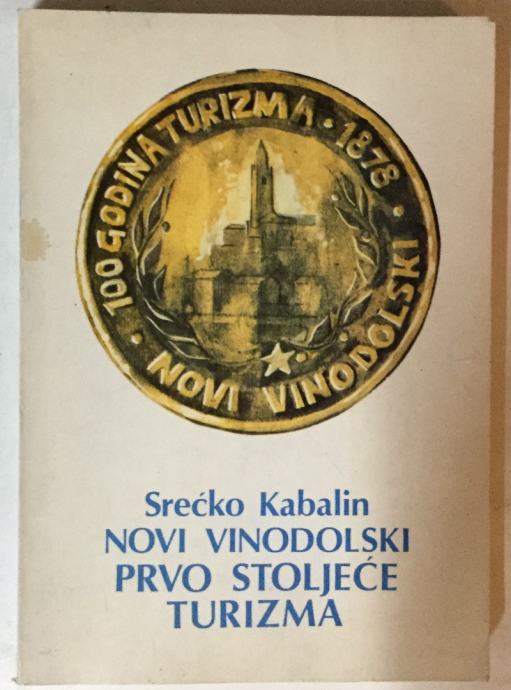 100 GODINA TURIZMA • 1878 •
NOVI VINODOLSKI •
Srećko Kabalin
NOVI VINODOLSKI
PRVO STOLJEĆE
TURIZMA